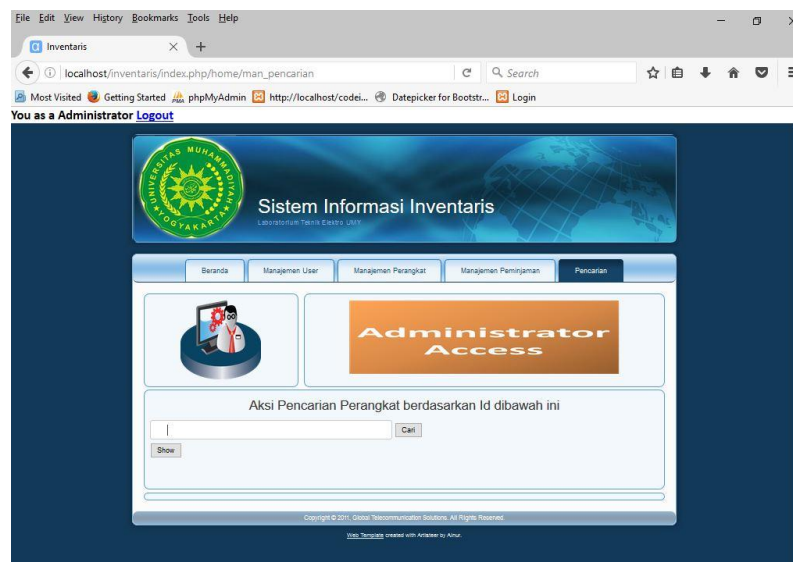 File Edit View History Bookmarks Tools Help
Inventaris
localhost/inventaris/index.php/home/man_pencarian
Search
Most Visited Getting Started phpMyAdmin http://localhost/codei... Datepicker for Bootstr... Login
You as a Administrator Logout
UNIVERSITAS MUHAMMADIYAH
YOGYAKARTA
Sistem Informasi Inventaris
Laboratorium Teknik Elektro UMY
Beranda Manajemen User Manajemen Perangkat Manajemen Peminjaman Pencarian
Administrator
Access
Aksi Pencarian Perangkat berdasarkan Id dibawah ini
Cari
Show
Copyright © 2011, Global Telecommunication Solutions. All Rights Reserved.
Web Template created with Artisteer by Ainur.